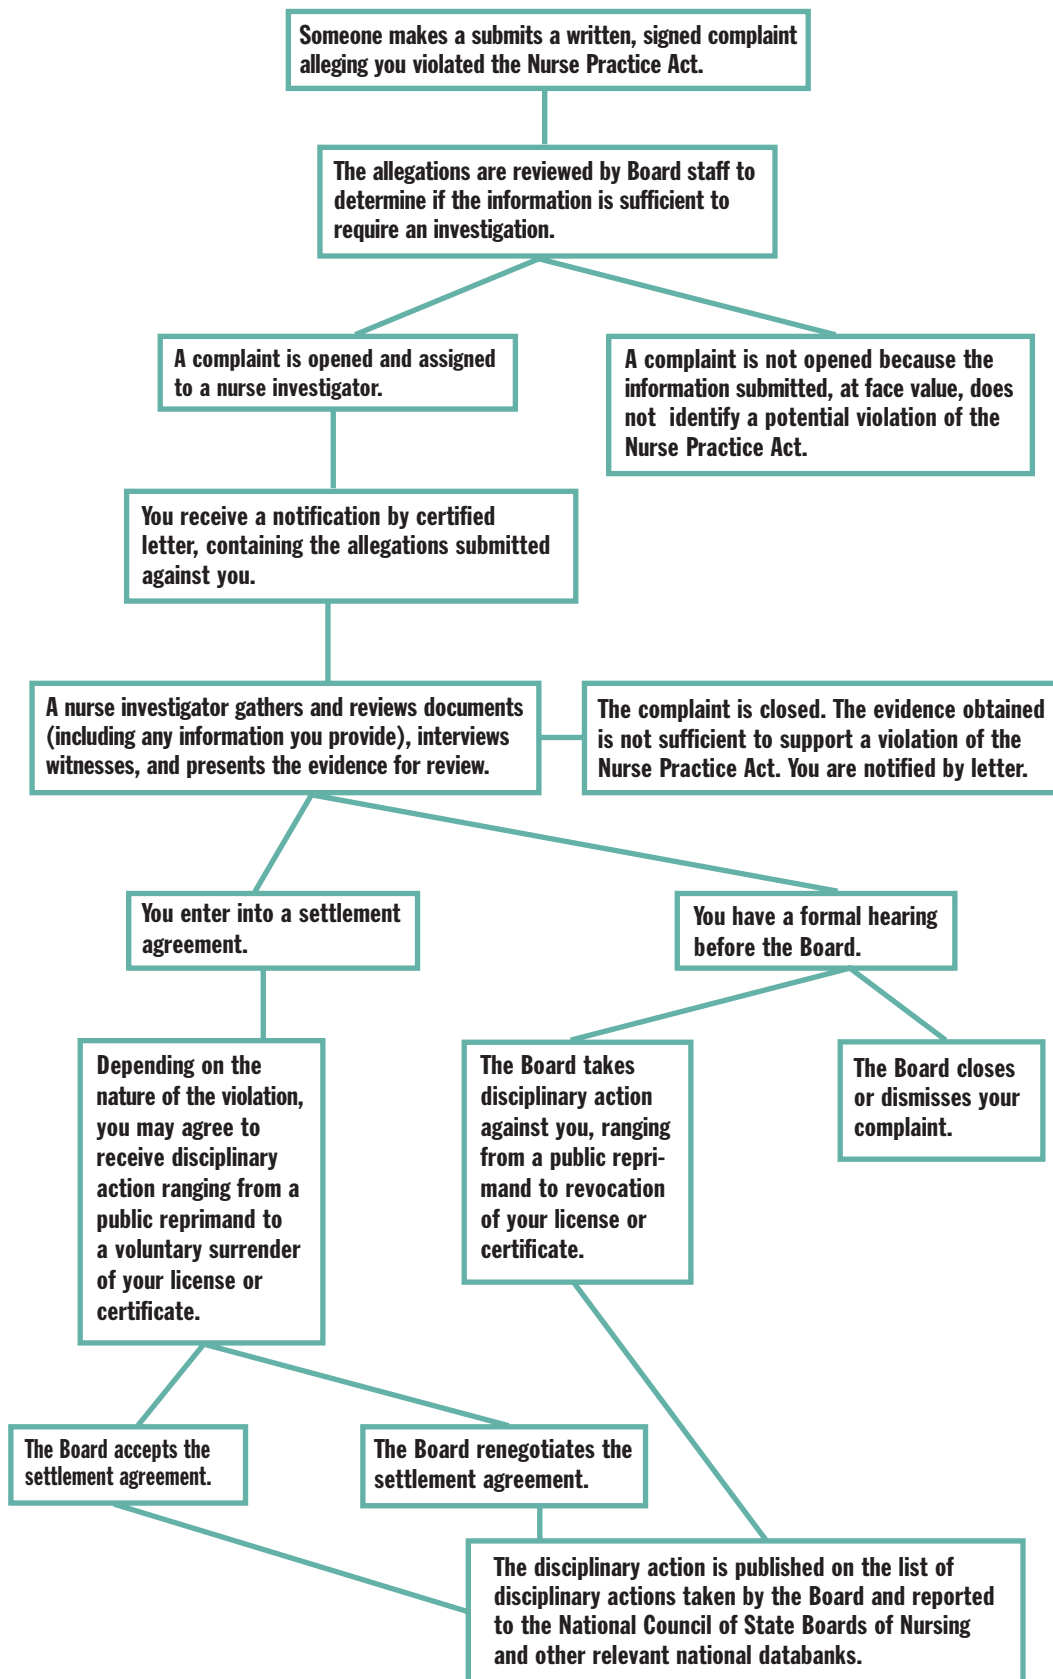 Someone makes a submits a written, signed complaint
alleging you violated the Nurse Practice Act.
The allegations are reviewed by Board staff to
determine if the information is sufficient to
require an investigation.
A complaint is opened and assigned
to a nurse investigator.
A complaint is not opened because the
information submitted, at face value, does
not identify a potential violation of the
Nurse Practice Act.
You receive a notification by certified
letter, containing the allegations submitted
against you.
A nurse investigator gathers and reviews documents
(including any information you provide), interviews
witnesses, and presents the evidence for review.
The complaint is closed. The evidence obtained
is not sufficient to support a violation of the
Nurse Practice Act. You are notified by letter.
You enter into a settlement
agreement.
You have a formal hearing
before the Board.
Depending on the
nature of the violation,
you may agree to
receive disciplinary
action ranging from a
public reprimand to
a voluntary surrender
of your license or
certificate.
The Board takes
disciplinary action
against you, ranging
from a public repri-
mand to revocation
of your license or
certificate.
The Board closes
or dismisses your
complaint.
The Board accepts the
settlement agreement.
The Board renegotiates the
settlement agreement.
The disciplinary action is published on the list of
disciplinary actions taken by the Board and reported
to the National Council of State Boards of Nursing
and other relevant national databanks.